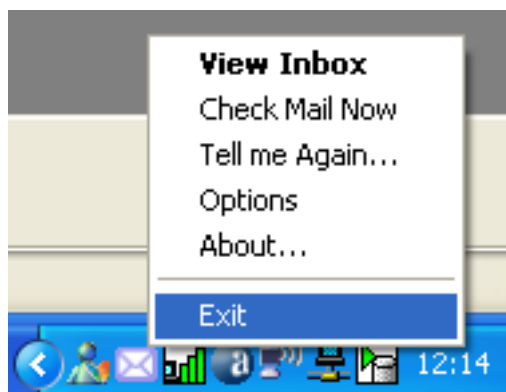 View Inbox
Check Mail Now
Tell me Again...
Options
About...
Exit
a
12:14